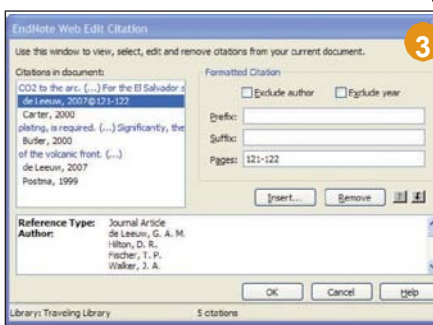 EndNote Web Edit Citation
3
Use this window to view, select, edit and remove citations from your current document.
Citations in document:
CO2 to the arc. (...) For the El Salvador s
de Leeuw, 2007@121-122
Carter, 2000
plating, is required. (...) Significantly, the
Butler, 2000
of the volcanic front. (...)
de Leeuw, 2007
Postma, 1999
Formatted Citation
Exclude author Exclude year
Prefix:
Suffix:
Pages: 121-122
Insert... Remove
Reference Type: Journal Article
Author: de Leeuw, G. A. M.
Hilton, D. R.
Fischer, T. P.
Walker, J. A.
OK Cancel Help
Library: Traveling Library 5 citations